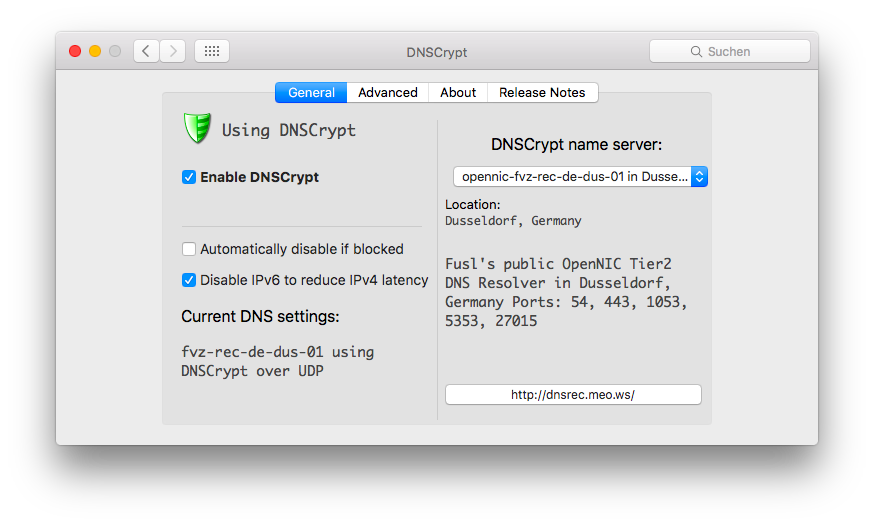 DNSCrypt
Suchen
General
Advanced
About
Release Notes
Using DNSCrypt
Enable DNSCrypt
Automatically disable if blocked
Disable IPv6 to reduce IPv4 latency
Current DNS settings:
fvz-rec-de-dus-01 using
DNSCrypt over UDP
DNSCrypt name server:
opennic-fvz-rec-de-dus-01 in Dusse...
Location:
Dusseldorf, Germany
Fusl's public OpenNIC Tier2
DNS Resolver in Dusseldorf,
Germany Ports: 54, 443, 1053,
5353, 27015
http://dnsrec.meo.ws/